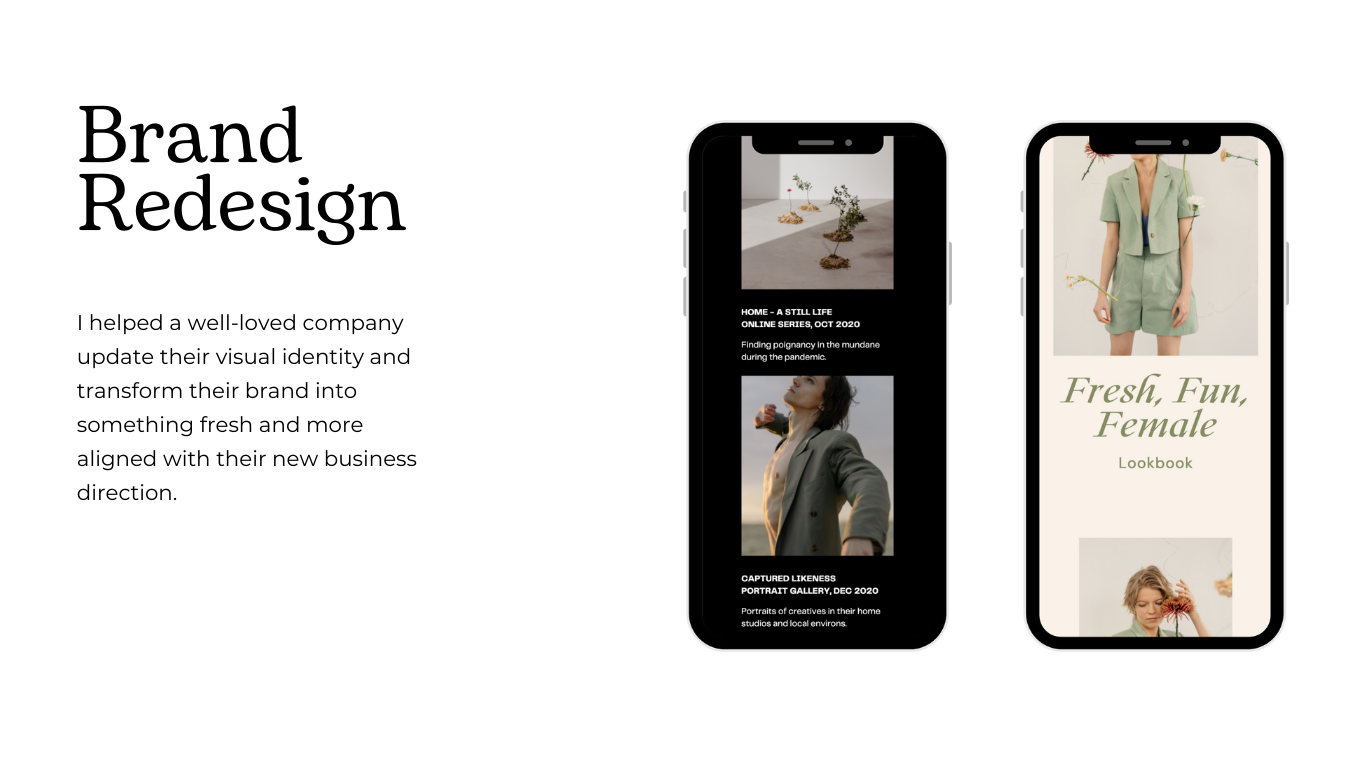 Brand
Redesign
I helped a well-loved company
update their visual identity and
transform their brand into
something fresh and more
aligned with their new business
direction.
HOME - A STILL LIFE
ONLINE SERIES, OCT 2020
Finding poignancy in the mundane
during the pandemic.
CAPTURED LIKENESS
PORTRAIT GALLERY, DEC 2020
Portraits of creatives in their home
studios and local environs.
Fresh, Fun,
Female
Lookbook